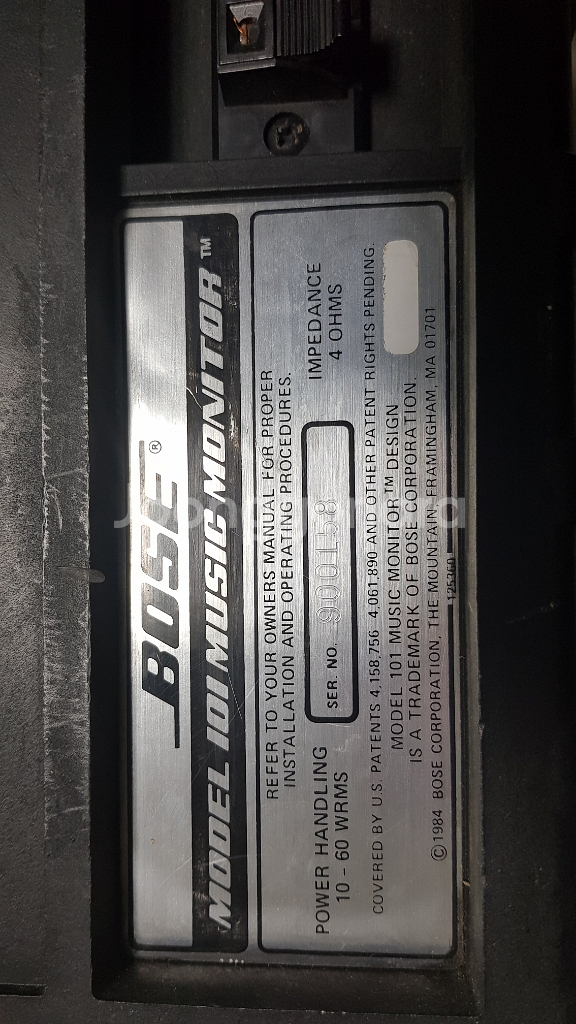 BOSE®
MODEL 101 MUSIC MONITOR™
REFER TO YOUR OWNERS MANUAL FOR PROPER
INSTALLATION AND OPERATING PROCEDURES.
POWER HANDLING
10 - 60 WRMS
SER. NO. 900158
IMPEDANCE
4 OHMS
COVERED BY U.S. PATENTS 4,158,756 4,061,890 AND OTHER PATENT RIGHTS PENDING.
MODEL 101 MUSIC MONITOR™ DESIGN
IS A TRADEMARK OF BOSE CORPORATION.
©1984 BOSE CORPORATION, THE MOUNTAIN, FRAMINGHAM, MA 01701
125260